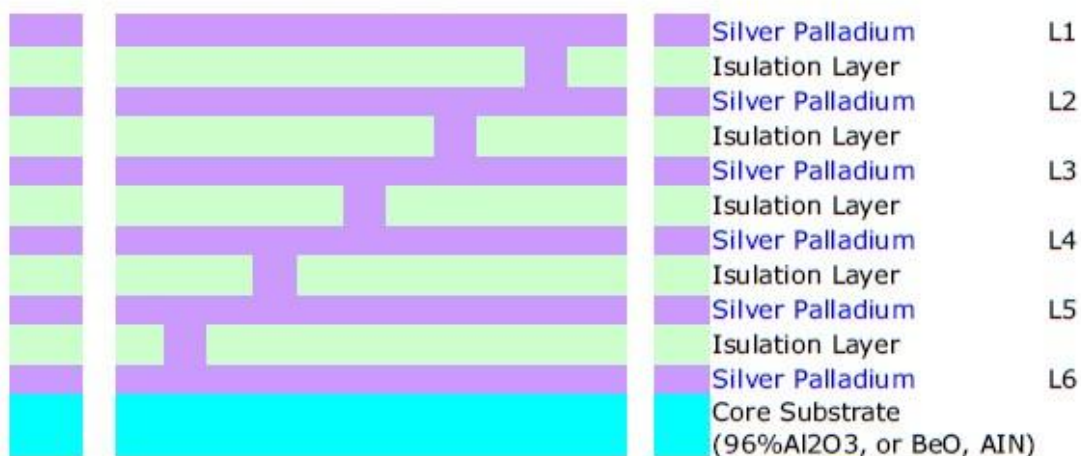 Silver Palladium L1
Isulation Layer
Silver Palladium L2
Isulation Layer
Silver Palladium L3
Isulation Layer
Silver Palladium L4
Isulation Layer
Silver Palladium L5
Isulation Layer
Silver Palladium L6
Core Substrate
(96%Al2O3, or BeO, AIN)